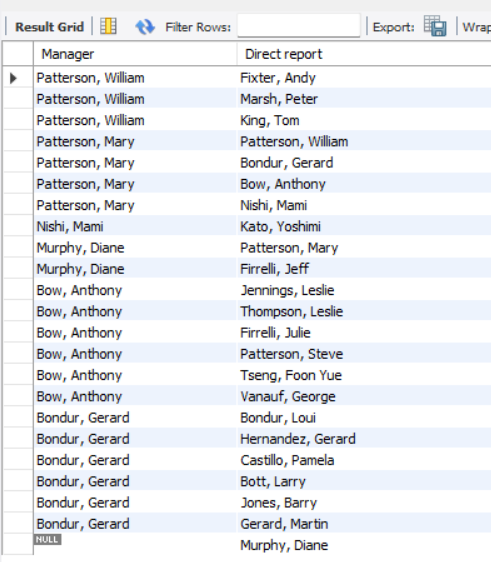 Result Grid Filter Rows: Export: Wrap
Manager Direct report
Patterson, William Fixter, Andy
Patterson, William Marsh, Peter
Patterson, William King, Tom
Patterson, Mary Patterson, William
Patterson, Mary Bondur, Gerard
Patterson, Mary Bow, Anthony
Patterson, Mary Nishi, Mami
Nishi, Mami Kato, Yoshimi
Murphy, Diane Patterson, Mary
Murphy, Diane Firrelli, Jeff
Bow, Anthony Jennings, Leslie
Bow, Anthony Thompson, Leslie
Bow, Anthony Firrelli, Julie
Bow, Anthony Patterson, Steve
Bow, Anthony Tseng, Foon Yue
Bow, Anthony Vanauf, George
Bondur, Gerard Bondur, Loui
Bondur, Gerard Hernandez, Gerard
Bondur, Gerard Castillo, Pamela
Bondur, Gerard Bott, Larry
Bondur, Gerard Jones, Barry
Bondur, Gerard Gerard, Martin
NULL Murphy, Diane